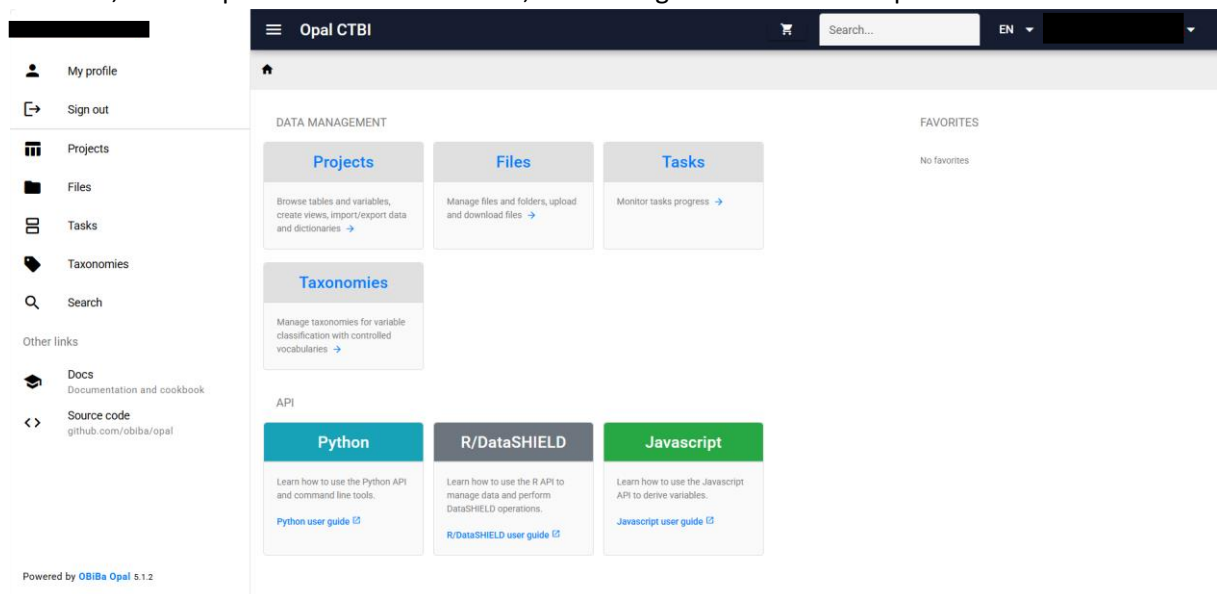 Opal CTBI
Search...
EN
My profile
Sign out
Projects
Files
Tasks
Taxonomies
Search
Other links
Docs
Documentation and cookbook
Source code
github.com/obiba/opal
Powered by OBiBa Opal 5.1.2
DATA MANAGEMENT
Projects
Browse tables and variables,
create views, import/export data
and dictionaries →
Files
Manage files and folders, upload
and download files →
Tasks
Monitor tasks progress →
Taxonomies
Manage taxonomies for variable
classification with controlled
vocabularies →
API
Python
Learn how to use the Python API
and command line tools.
Python user guide
R/DataSHIELD
Learn how to use the R API to
manage data and perform
DataSHIELD operations.
R/DataSHIELD user guide
Javascript
Learn how to use the Javascript
API to derive variables.
Javascript user guide
FAVORITES
No favorites